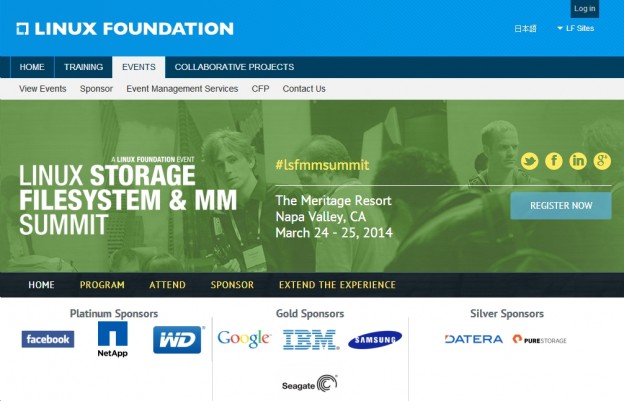 Log in
LINUX FOUNDATION
日本語 LF Sites
HOME TRAINING EVENTS COLLABORATIVE PROJECTS
View Events Sponsor Event Management Services CFP Contact Us
A LINUX FOUNDATION EVENT
LINUX STORAGE
FILESYSTEM & MM
SUMMIT
#lsfmmsummit
The Meritage Resort
Napa Valley, CA
March 24 - 25, 2014
REGISTER NOW
HOME PROGRAM ATTEND SPONSOR EXTEND THE EXPERIENCE
Platinum Sponsors
facebook
NetApp
WD
Gold Sponsors
Google
IBM
SAMSUNG
Seagate
Silver Sponsors
DATERA
PURESTORAGE